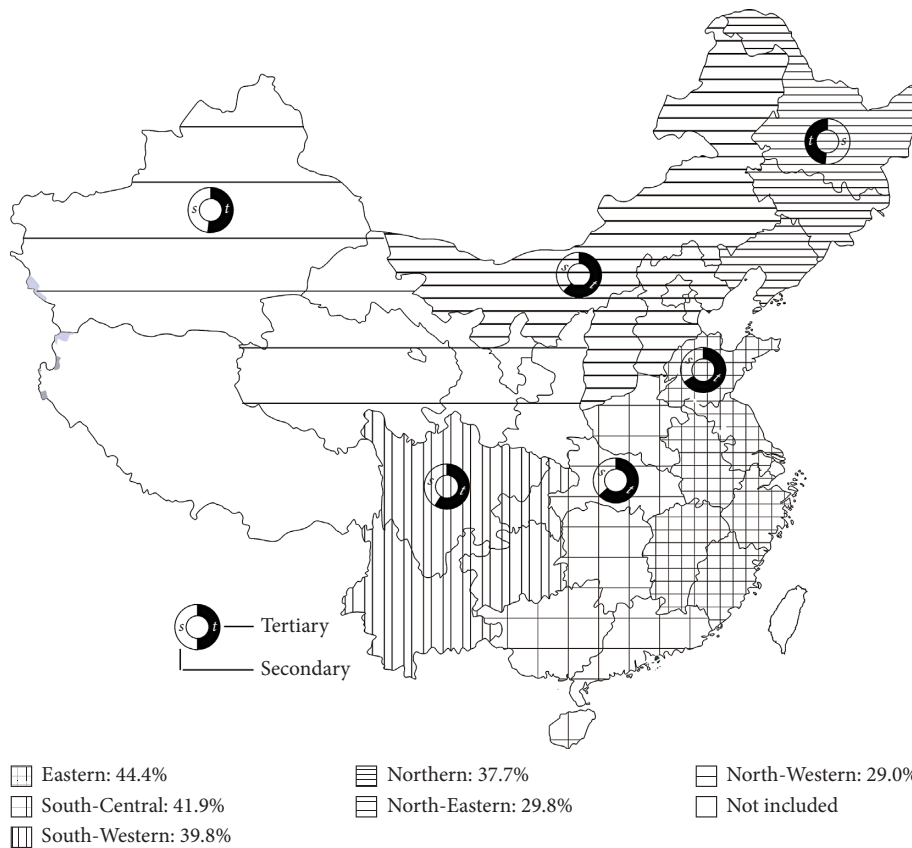 t s
s t
s t
s t
s t
s t
s t
Tertiary
Secondary
Eastern: 44.4%
South-Central: 41.9%
South-Western: 39.8%
Northern: 37.7%
North-Eastern: 29.8%
North-Western: 29.0%
Not included